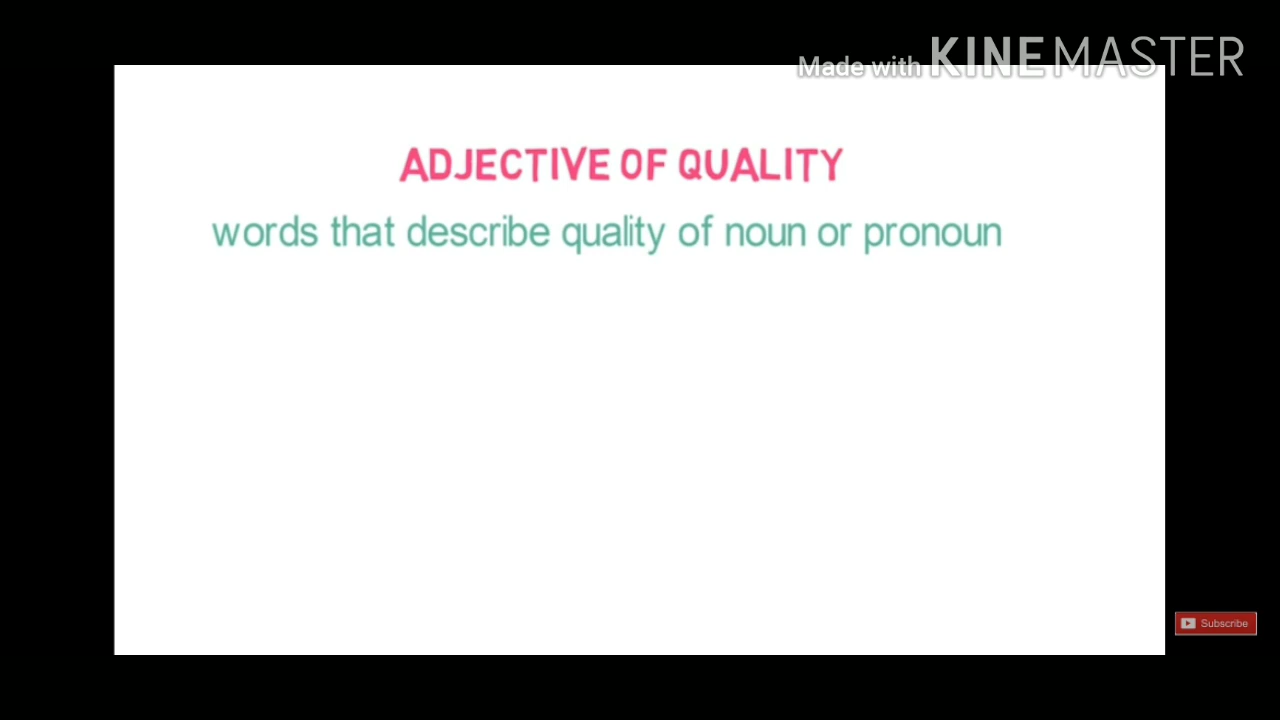 Made with KINEMASTER
ADJECTIVE OF QUALITY
words that describe quality of noun or pronoun
Subscribe